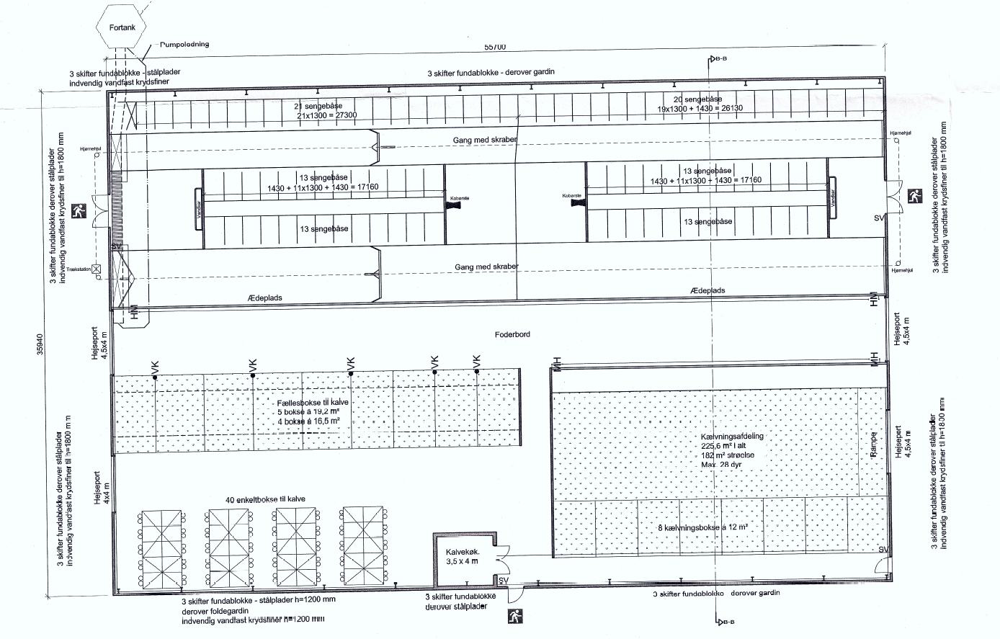 Fortank
Pumpeledning
55700
B-B
3 skifter fundablokke - stålplader
indvendig vandfast krydsfiner
3 skifter fundablokke - derover gardin
21 sengebåse
21x1300 = 27300
20 sengebåse
19x1300 + 1430 = 26130
Gang med skraber
Hjørnehjul
Hjørnehjul
3 skifter fundablokke derover stålplader
indvendig vandfast krydsfiner til h=1800 mm
3 skifter fundablokke derover stålplader
indvendig vandfast krydsfiner til h=1800 mm
13 sengebåse
1430 + 11x1300 + 1430 = 17160
13 sengebåse
1430 + 11x1300 + 1430 = 17160
Vandkar
Kobørste
Kobørste
Vandkar
SV
13 sengebåse
13 sengebåse
SV
Trækstation
Gang med skraber
Hjørnehjul
Ædeplads
Ædeplads
HM
HM
Foderbord
35940
Hejseport
4,5x4 m
Hejseport
4,5x4 m
VK
VK
VK
VK
VK
MH
MH
Fællesbokse til kalve
5 bokse á 19,2 m²
4 bokse á 16,5 m²
Kælvningsafdeling
225,6 m² i alt
182 m² strøelse
Max. 28 dyr
Rampe
Hejseport
4,5x4 m
3 skifter fundablokke derover stålplader
indvendig vandfast krydsfiner til h=1800 mm
3 skifter fundablokke derover stålplader
indvendig vandfast krydsfiner til h=1800 mm
Hejseport
4x4 m
40 enkeltbokse til kalve
8 kælvningsbokse á 12 m²
Kalvekøk.
3,5 x 4 m
SV
SV
3 skifter fundablokke - stålplader h=1200 mm
derover foldegardin
indvendig vandfast krydsfiner h=1200 mm
3 skifter fundablokke
derover stålplader
3 skifter fundablokke derover gardin
B-B